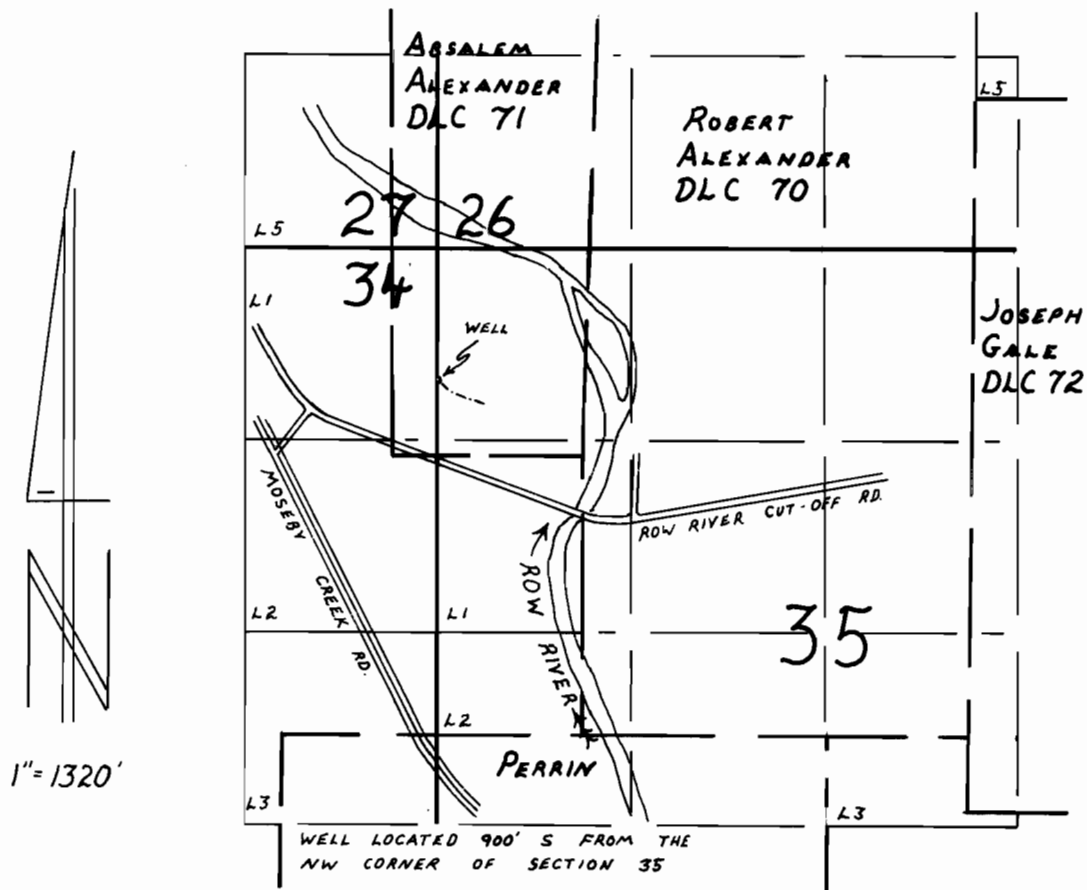 ABSALEM
ALEXANDER
DLC 71
ROBERT
ALEXANDER
DLC 70
L5
27
26
L5
34
L1
WELL
JOSEPH
GALE
DLC 72
MOSEBY
CREEK
RD.
ROW RIVER CUT-OFF RD.
ROW
RIVER
L2
L1
35
N
1"=1320'
L2
PERRIN
L3
L3
WELL LOCATED 900' S FROM THE
NW CORNER OF SECTION 35